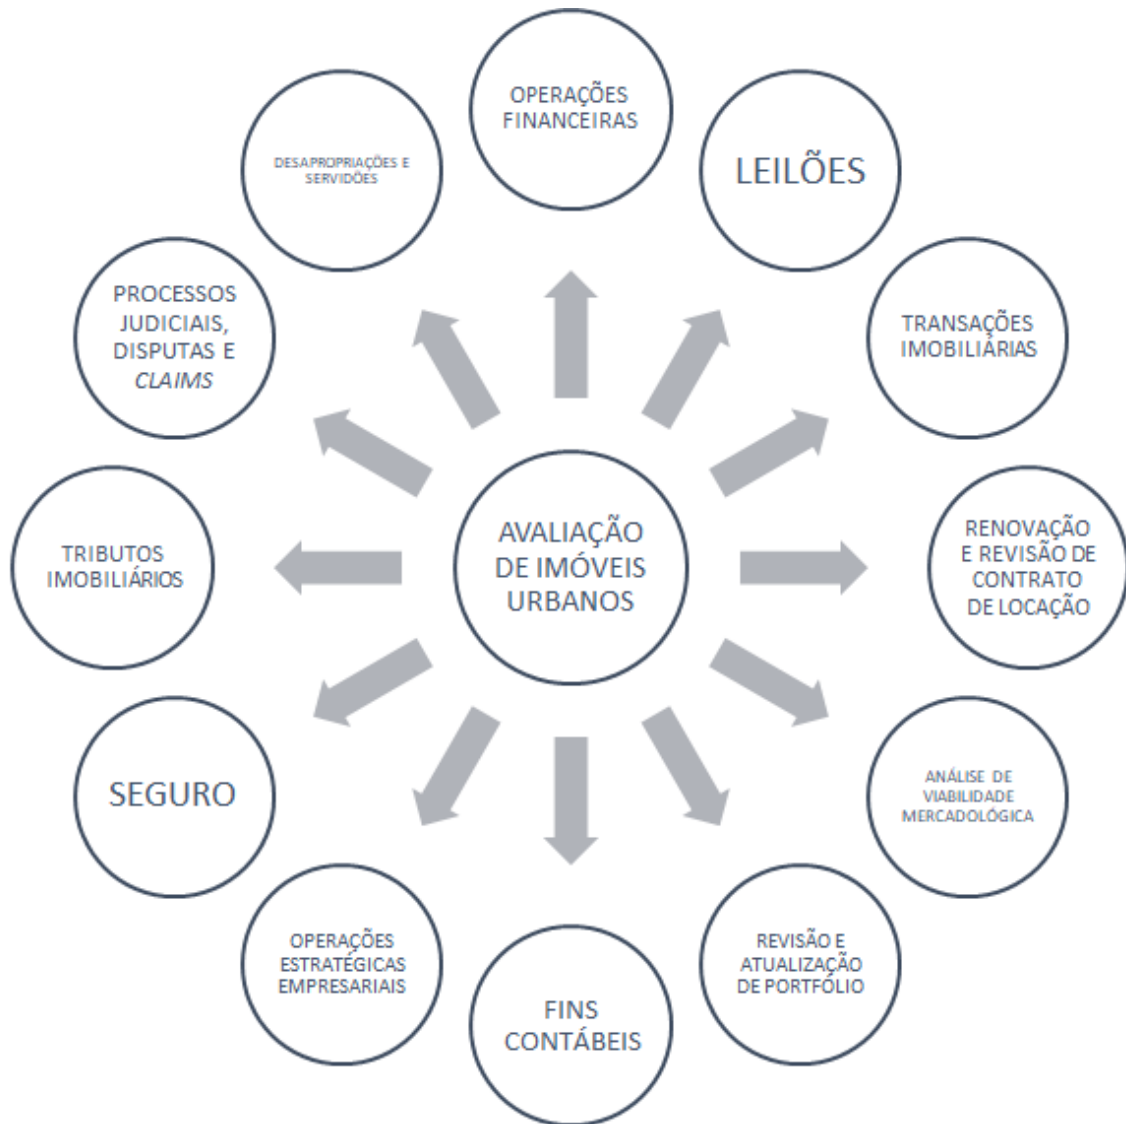 OPERAÇÕES
FINANCEIRAS
LEILÕES
TRANSAÇÕES
IMOBILIÁRIAS
RENOVAÇÃO
E REVISÃO DE
CONTRATO
DE LOCAÇÃO
ANÁLISE DE
VIABILIDADE
MERCADOLÓGICA
REVISÃO E
ATUALIZAÇÃO
DE PORTFÓLIO
FINS
CONTÁBEIS
OPERAÇÕES
ESTRATÉGICAS
EMPRESARIAIS
SEGURO
TRIBUTOS
IMOBILIÁRIOS
PROCESSOS
JUDICIAIS,
DISPUTAS E
CLAIMS
DESAPROPRIAÇÕES E
SERVIDÕES
AVALIAÇÃO
DE IMÓVEIS
URBANOS